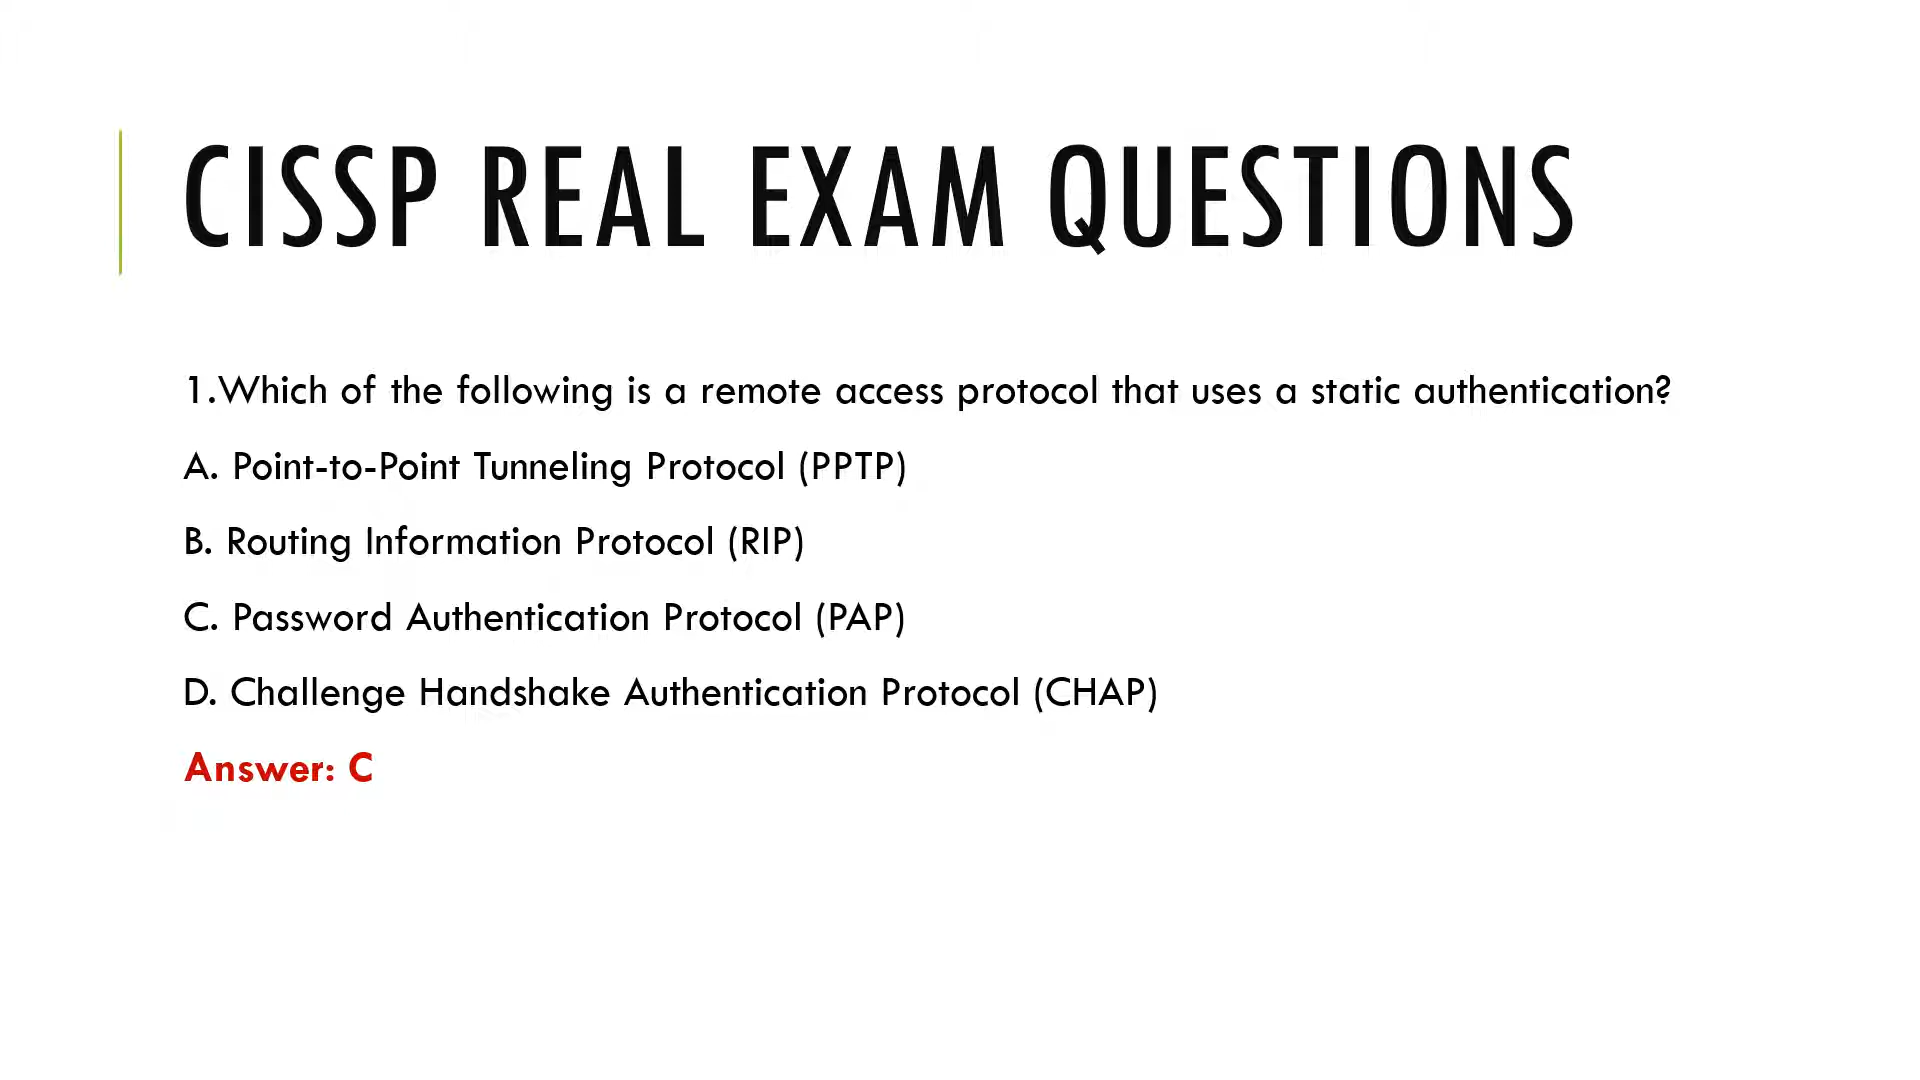 CISSP REAL EXAM QUESTIONS
1.Which of the following is a remote access protocol that uses a static authentication?
A. Point-to-Point Tunneling Protocol (PPTP)
B. Routing Information Protocol (RIP)
C. Password Authentication Protocol (PAP)
D. Challenge Handshake Authentication Protocol (CHAP)
Answer: C